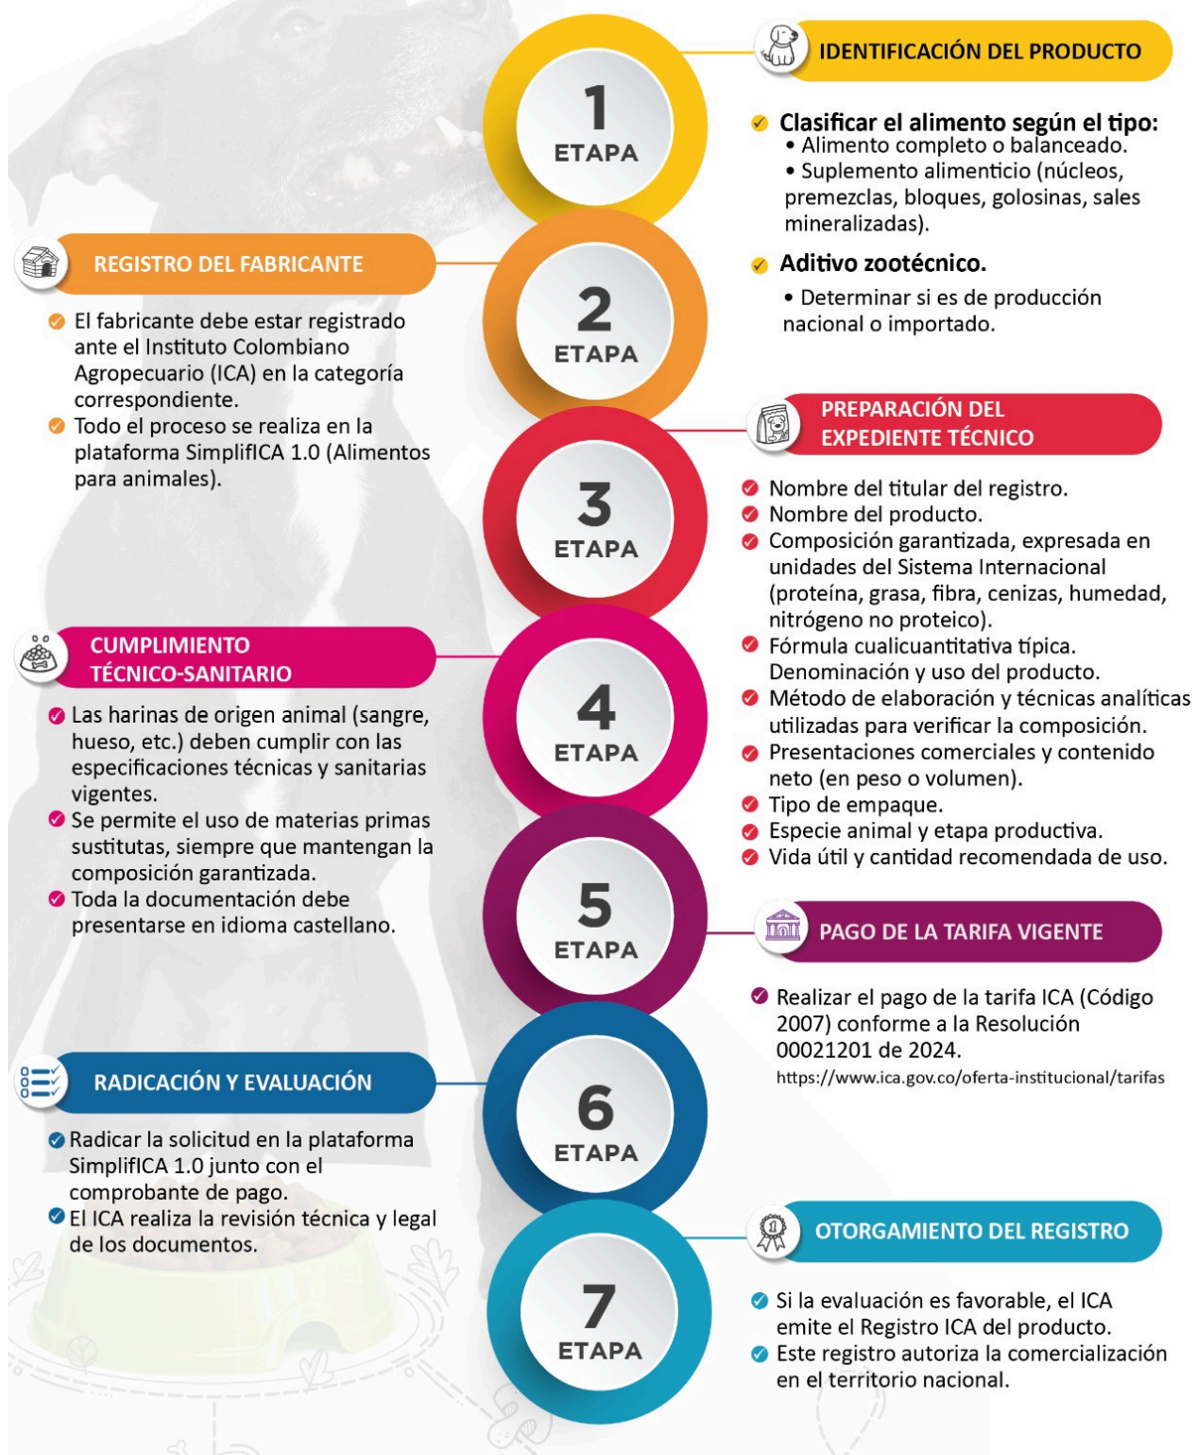 1
ETAPA
IDENTIFICACIÓN DEL PRODUCTO
Clasificar el alimento según el tipo:
• Alimento completo o balanceado.
• Suplemento alimenticio (núcleos,
premezclas, bloques, golosinas, sales
mineralizadas).
Aditivo zootécnico.
• Determinar si es de producción
nacional o importado.
2
ETAPA
REGISTRO DEL FABRICANTE
El fabricante debe estar registrado
ante el Instituto Colombiano
Agropecuario (ICA) en la categoría
correspondiente.
Todo el proceso se realiza en la
plataforma SimplifICA 1.0 (Alimentos
para animales).
3
ETAPA
PREPARACIÓN DEL
EXPEDIENTE TÉCNICO
Nombre del titular del registro.
Nombre del producto.
Composición garantizada, expresada en
unidades del Sistema Internacional
(proteína, grasa, fibra, cenizas, humedad,
nitrógeno no proteico).
Fórmula cualicuantitativa típica.
Denominación y uso del producto.
Método de elaboración y técnicas analíticas
utilizadas para verificar la composición.
Presentaciones comerciales y contenido
neto (en peso o volumen).
Tipo de empaque.
Especie animal y etapa productiva.
Vida útil y cantidad recomendada de uso.
4
ETAPA
CUMPLIMIENTO
TÉCNICO-SANITARIO
Las harinas de origen animal (sangre,
hueso, etc.) deben cumplir con las
especificaciones técnicas y sanitarias
vigentes.
Se permite el uso de materias primas
sustitutas, siempre que mantengan la
composición garantizada.
Toda la documentación debe
presentarse en idioma castellano.
5
ETAPA
PAGO DE LA TARIFA VIGENTE
Realizar el pago de la tarifa ICA (Código
2007) conforme a la Resolución
00021201 de 2024.
https://www.ica.gov.co/oferta-institucional/tarifas
6
ETAPA
RADICACIÓN Y EVALUACIÓN
Radicar la solicitud en la plataforma
SimplifICA 1.0 junto con el
comprobante de pago.
El ICA realiza la revisión técnica y legal
de los documentos.
7
ETAPA
1
OTORGAMIENTO DEL REGISTRO
Si la evaluación es favorable, el ICA
emite el Registro ICA del producto.
Este registro autoriza la comercialización
en el territorio nacional.